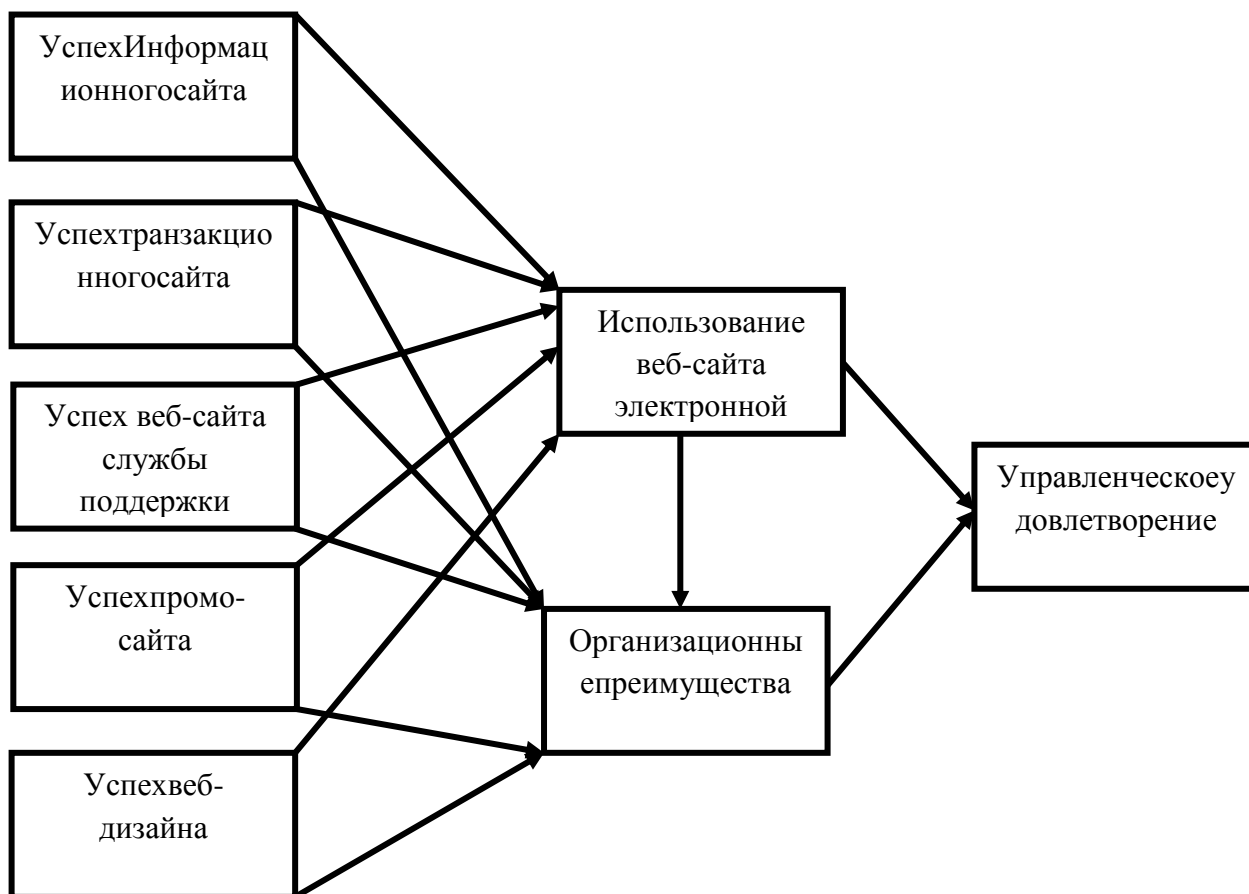 УспехИнформац
ионногосайта
Успехтранзакцио
нногосайта
Успех веб-сайта
службы
поддержки
Успехпромо-
сайта
Успехвеб-
дизайна
Использование
веб-сайта
электронной
Организационны
епреимущества
Управленческоеу
довлетворение